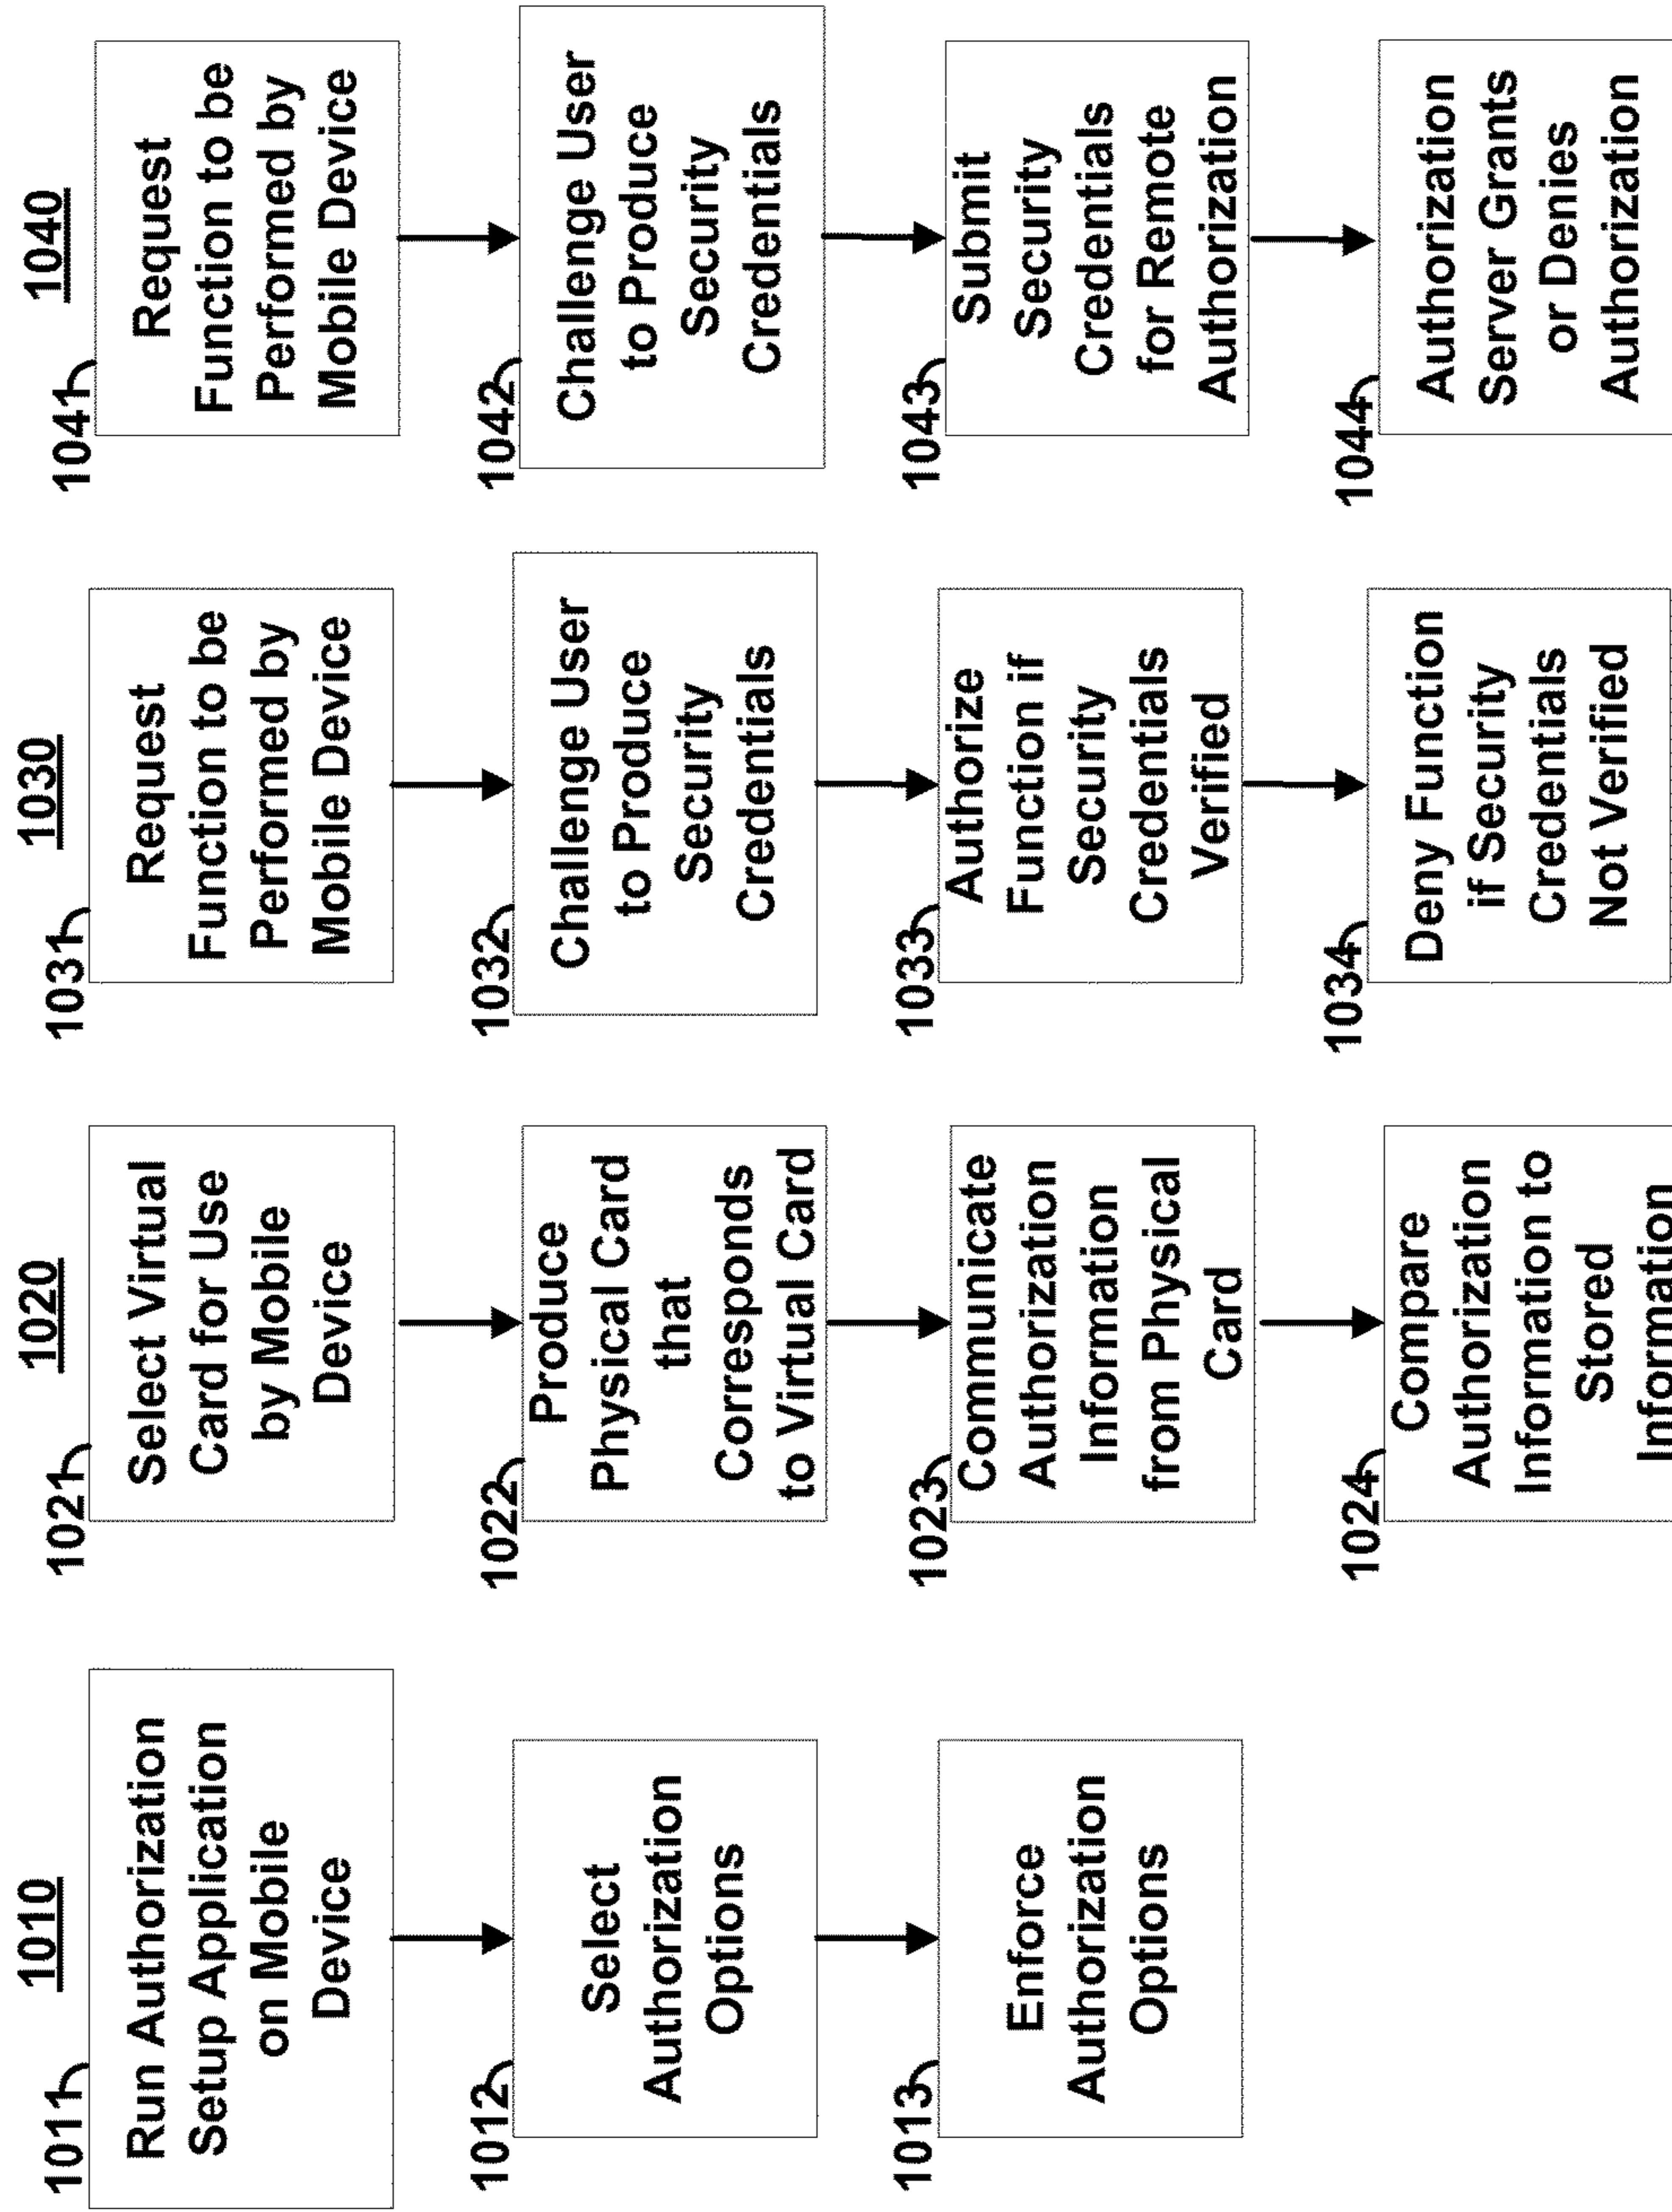 1010
1011
Run Authorization
Setup Application
on Mobile
Device
1012
Select
Authorization
Options
1013
Enforce
Authorization
Options
1020
1021
Select Virtual
Card for Use
by Mobile
Device
1022
Produce
Physical Card
that
Corresponds
to Virtual Card
1023
Communicate
Authorization
Information
from Physical
Card
1024
Compare
Authorization
Information to
Stored
Information
1030
1031
Request
Function to be
Performed by
Mobile Device
1032
Challenge User
to Produce
Security
Credentials
1033
Authorize
Function if
Security
Credentials
Verified
1034
Deny Function
if Security
Credentials
Not Verified
1040
1041
Request
Function to be
Performed by
Mobile Device
1042
Challenge User
to Produce
Security
Credentials
1043
Submit
Security
Credentials
for Remote
Authorization
1044
Authorization
Server Grants
or Denies
Authorization